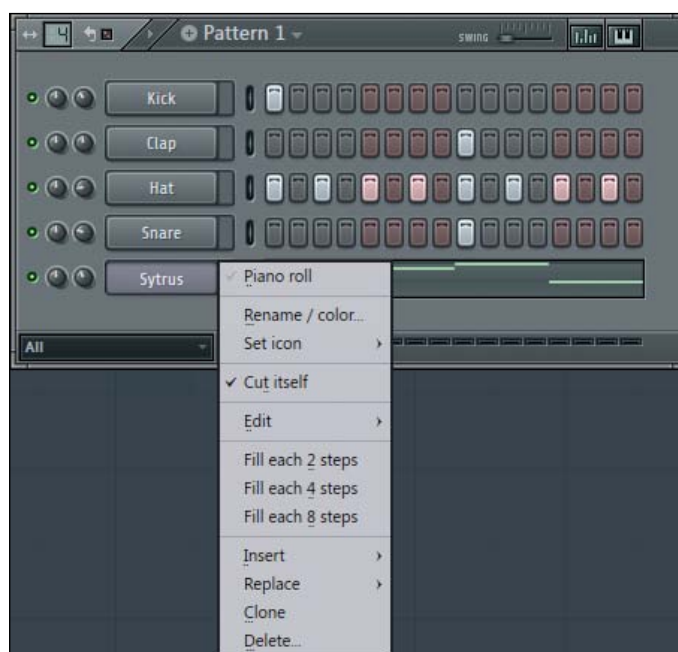 Pattern 1
SWING
Kick
Clap
Hat
Snare
Sytrus
All
Piano roll
Rename / color...
Set icon
Cut itself
Edit
Fill each 2 steps
Fill each 4 steps
Fill each 8 steps
Insert
Replace
Clone
Delete...